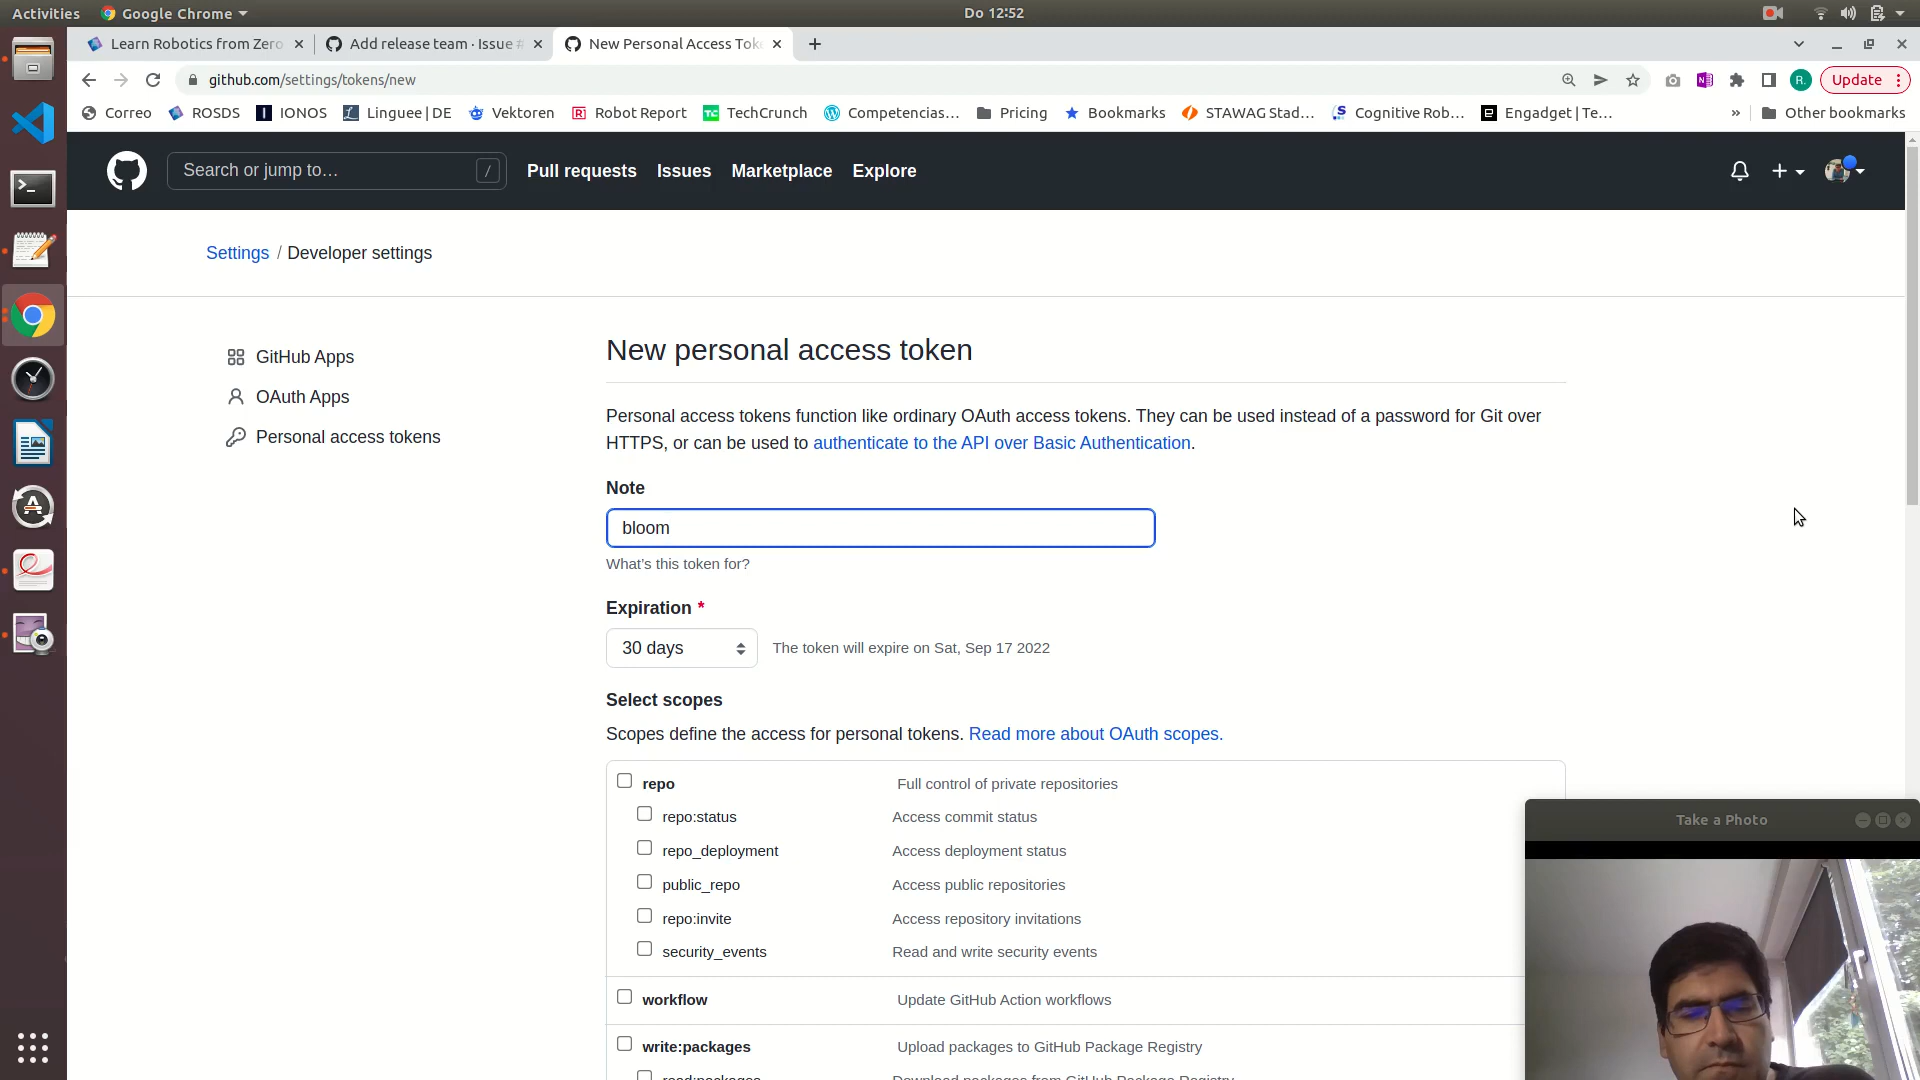 Activities Google Chrome Do 12:52
Learn Robotics from Zero Add release team · Issue # New Personal Access Tok
github.com/settings/tokens/new R. Update
Correo ROSDS IONOS Linguee | DE Vektoren Robot Report TechCrunch Competencias… Pricing Bookmarks STAWAG Stad… Cognitive Rob… Engadget | Te… » Other bookmarks
Search or jump to… / Pull requests Issues Marketplace Explore
Settings / Developer settings
GitHub Apps
OAuth Apps
Personal access tokens
New personal access token
Personal access tokens function like ordinary OAuth access tokens. They can be used instead of a password for Git over
HTTPS, or can be used to authenticate to the API over Basic Authentication.
Note
bloom
What's this token for?
Expiration *
30 days The token will expire on Sat, Sep 17 2022
Select scopes
Scopes define the access for personal tokens. Read more about OAuth scopes.
repo Full control of private repositories
repo:status Access commit status
repo_deployment Access deployment status
public_repo Access public repositories
repo:invite Access repository invitations
security_events Read and write security events
workflow Update GitHub Action workflows
write:packages Upload packages to GitHub Package Registry
read:packages Download packages from GitHub Package Registry
Take a Photo